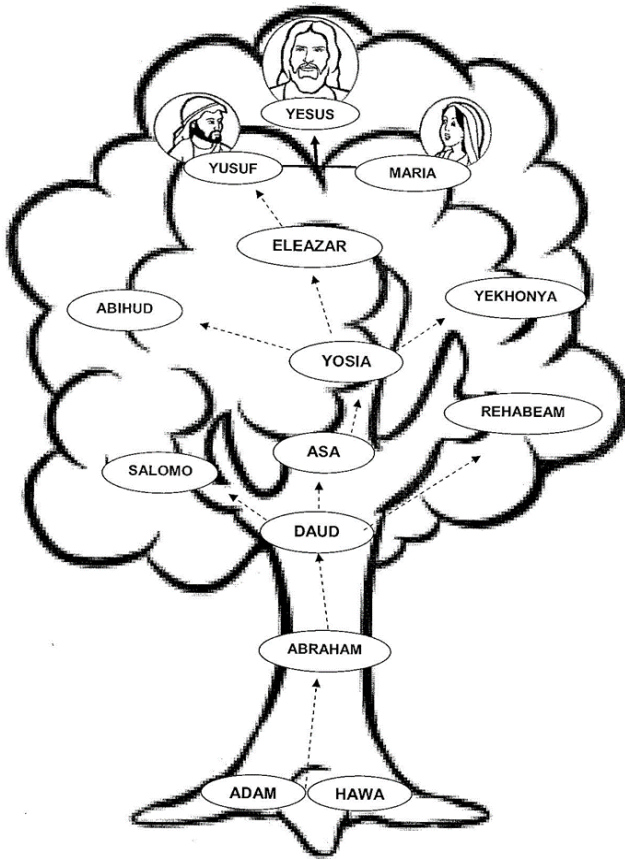 YESUS
YUSUF
MARIA
ELEAZAR
ABIHUD
YEKHONYA
YOSIA
REHABEAM
ASA
SALOMO
DAUD
ABRAHAM
ADAM
HAWA